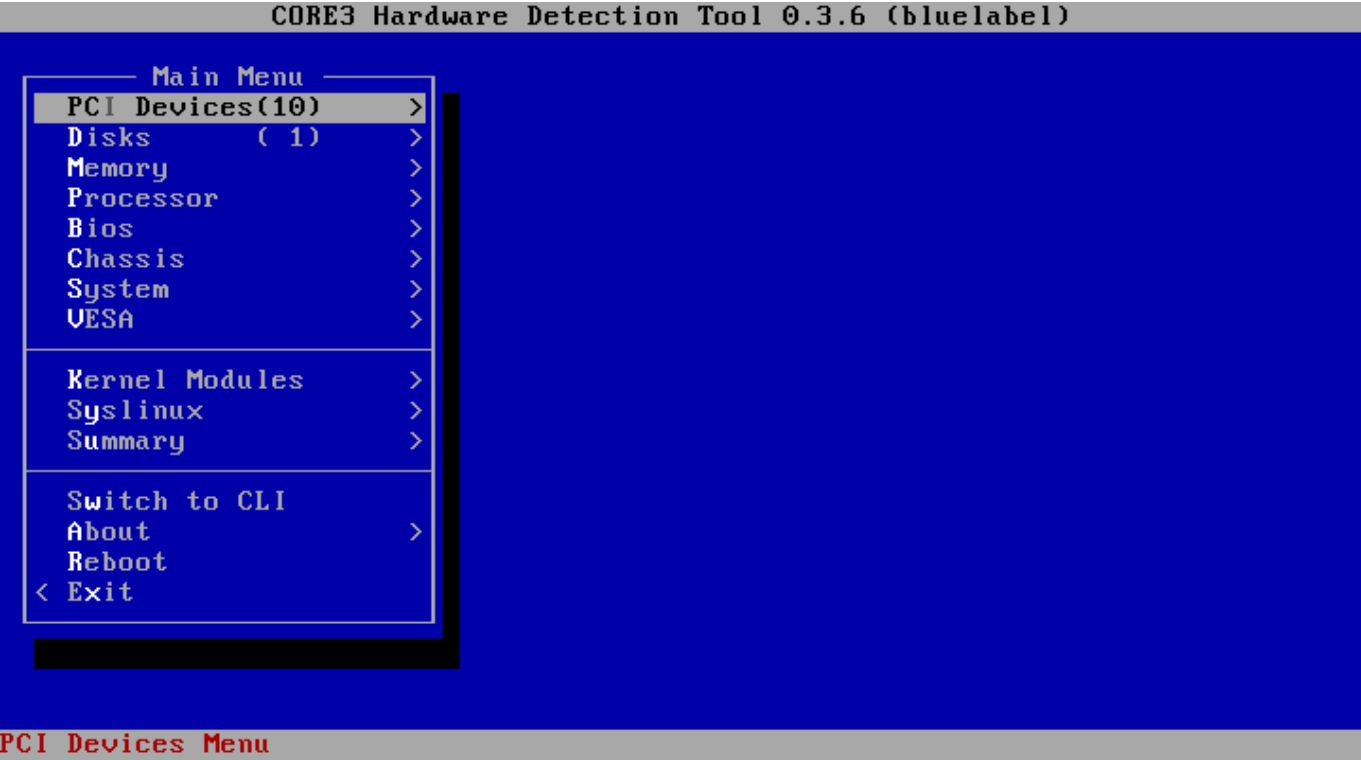 CORE3 Hardware Detection Tool 0.3.6 (bluelabel)
Main Menu
PCI Devices(10) >
Disks ( 1) >
Memory >
Processor >
Bios >
Chassis >
System >
VESA >
Kernel Modules >
Syslinux >
Summary >
Switch to CLI
About >
Reboot
< Exit
PCI Devices Menu